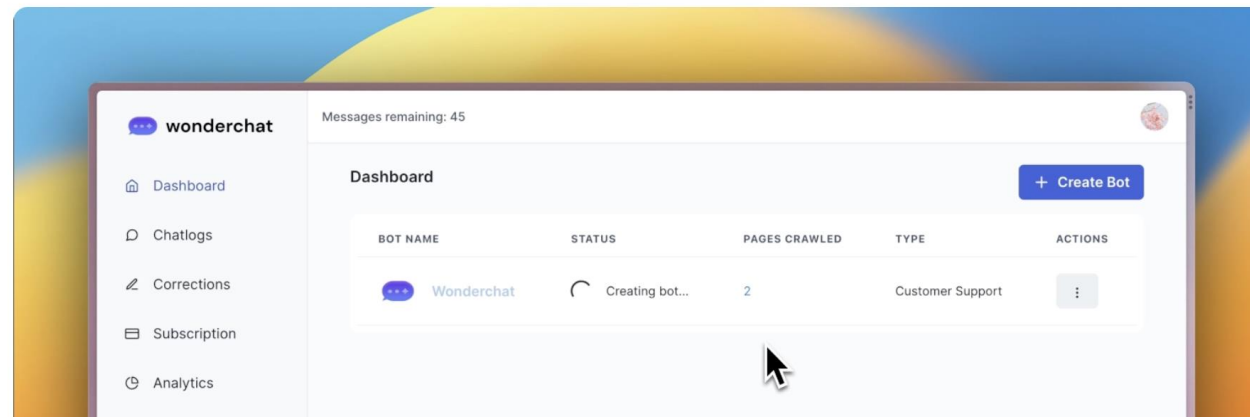 wonderchat
Messages remaining: 45
Dashboard
Chatlogs
Corrections
Subscription
Analytics
Dashboard
+ Create Bot
BOT NAME STATUS PAGES CRAWLED TYPE ACTIONS
Wonderchat Creating bot... 2 Customer Support